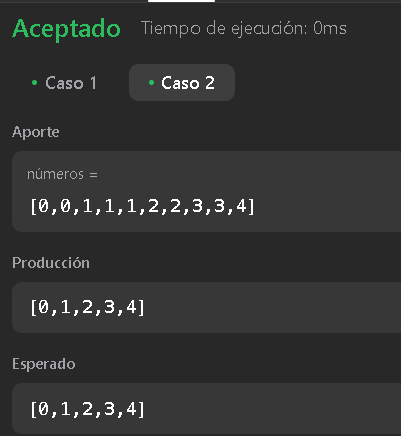 Aceptado Tiempo de ejecución: 0ms
• Caso 1 • Caso 2
Aporte
números =
[0,0,1,1,1,2,2,3,3,4]
Producción
[0,1,2,3,4]
Esperado
[0,1,2,3,4]